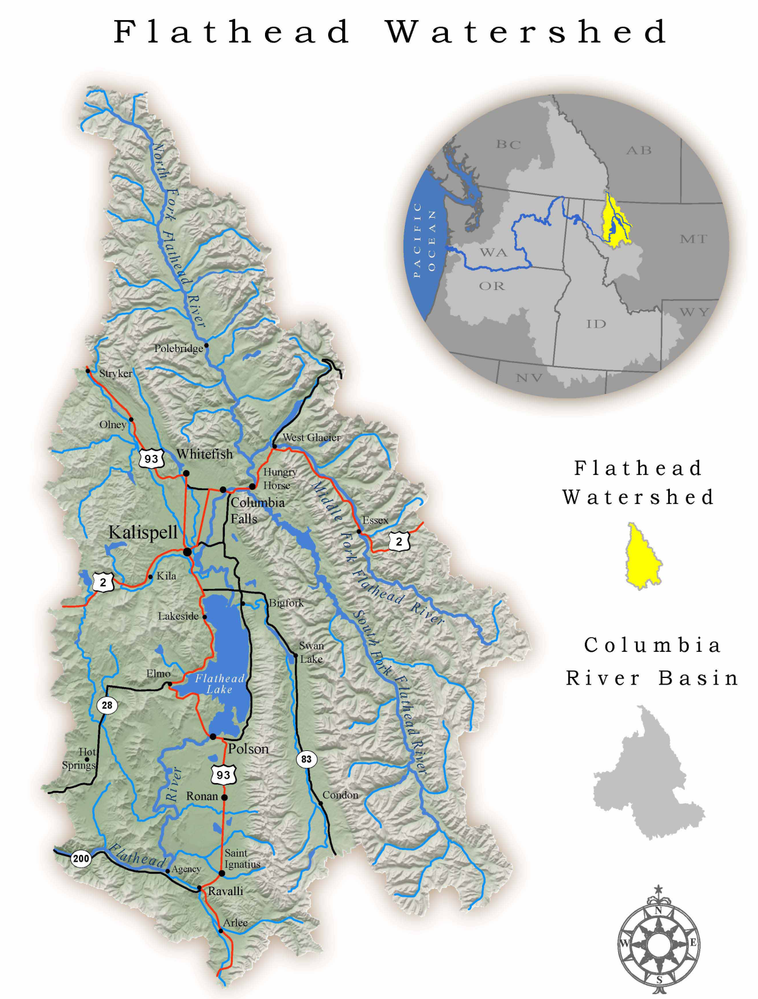 Flathead Watershed
North Fork Flathead River
Polebridge
Stryker
Olney
93
Whitefish
West Glacier
Hungry
Horse
Columbia
Falls
Kalispell
Middle Fork Flathead River
Essex
2
2
Kila
Lakeside
Bigfork
South Fork Flathead River
Swan
Lake
Elmo
Flathead
Lake
28
Hot
Springs
Polson
83
93
River
Ronan
Condon
200
Flathead
Agency
Saint
Ignatius
Ravalli
Arlee
BC
AB
PACIFIC
OCEAN
WA
MT
OR
ID
WY
NV
Flathead
Watershed
Columbia
River Basin
N
W
E
S